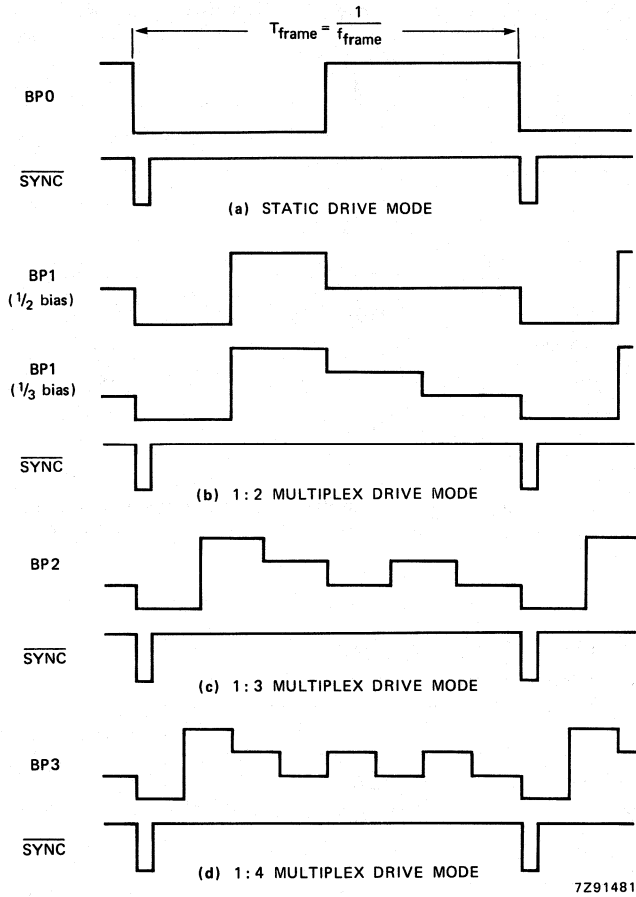 T_frame = 1/f_frame
BP0
SYNC
(a) STATIC DRIVE MODE
BP1
(1/2 bias)
BP1
(1/3 bias)
SYNC
(b) 1:2 MULTIPLEX DRIVE MODE
BP2
SYNC
(c) 1:3 MULTIPLEX DRIVE MODE
BP3
SYNC
(d) 1:4 MULTIPLEX DRIVE MODE
7Z91481